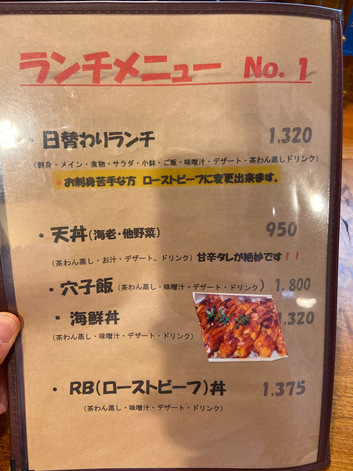 ランチメニュー No. 1
・日替わりランチ 1.320
(刺身・メイン・煮物・サラダ・小鉢・ご飯・味噌汁・デザート・茶わん蒸しドリンク)
※お刺身苦手な方 ローストビーフに変更出来ます。
・天丼(海老・他野菜) 950
(茶わん蒸し・お汁・デザート。ドリンク) 甘辛タレが絶妙です!!
・穴子飯(茶わん蒸し・味噌汁・デザート・ドリンク) 1.800
・海鮮丼 1.320
(茶わん蒸し・味噌汁・デザート・ドリンク)
・RB(ローストビーフ)丼 1.375
(茶わん蒸し・味噌汁・デザート・ドリンク)